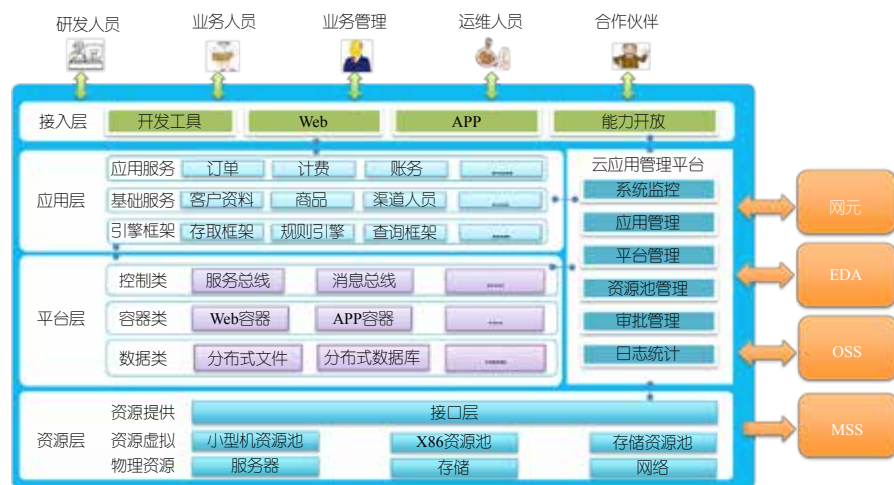 研发人员 业务人员 业务管理 运维人员 合作伙伴
接入层 开发工具 Web APP 能力开放
应用层
应用服务 订单 计费 账务 ......
基础服务 客户资料 商品 渠道人员 ......
引擎框架 存取框架 规则引擎 查询框架 ......
平台层
控制类 服务总线 消息总线 ......
容器类 Web容器 APP容器 ......
数据类 分布式文件 分布式数据库 ......
云应用管理平台
系统监控
应用管理
平台管理
资源池管理
审批管理
日志统计
网元
EDA
OSS
MSS
资源层
资源提供 接口层
资源虚拟 小型机资源池 X86资源池 存储资源池
物理资源 服务器 存储 网络